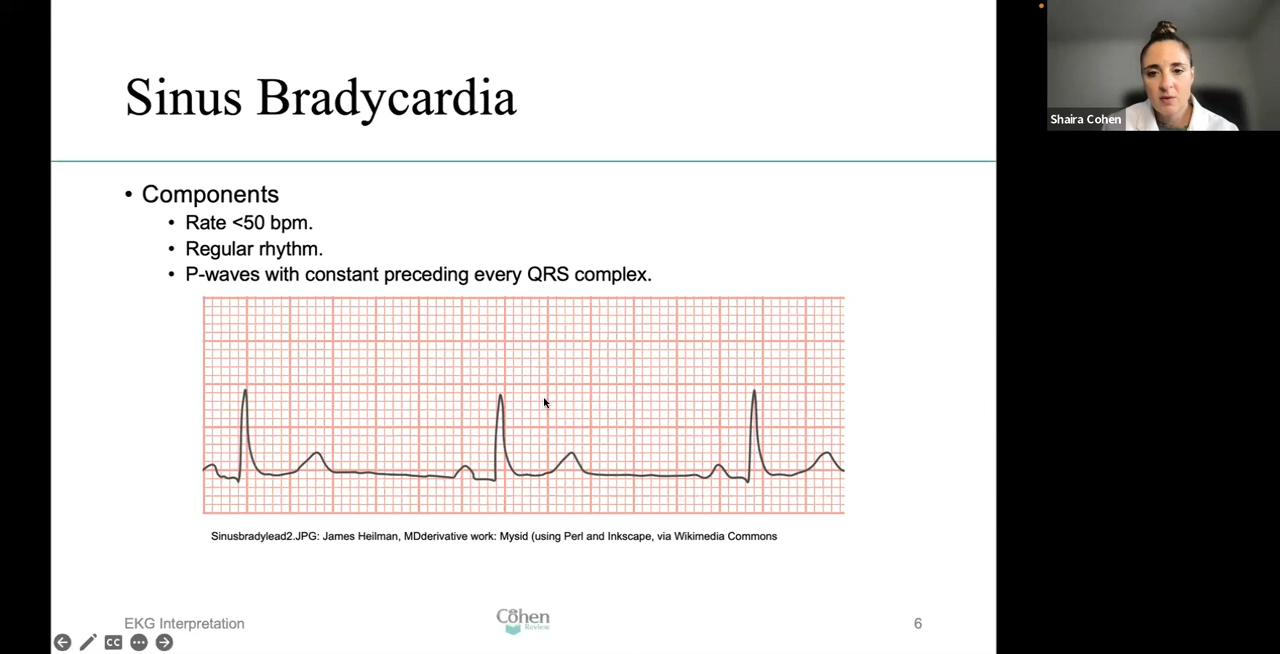 Sinus Bradycardia
Shaira Cohen
• Components
• Rate <50 bpm.
• Regular rhythm.
• P-waves with constant preceding every QRS complex.
Sinusbradylead2.JPG: James Heilman, MDderivative work: Mysid (using Perl and Inkscape, via Wikimedia Commons
EKG Interpretation
Cohen
Review
6
CC